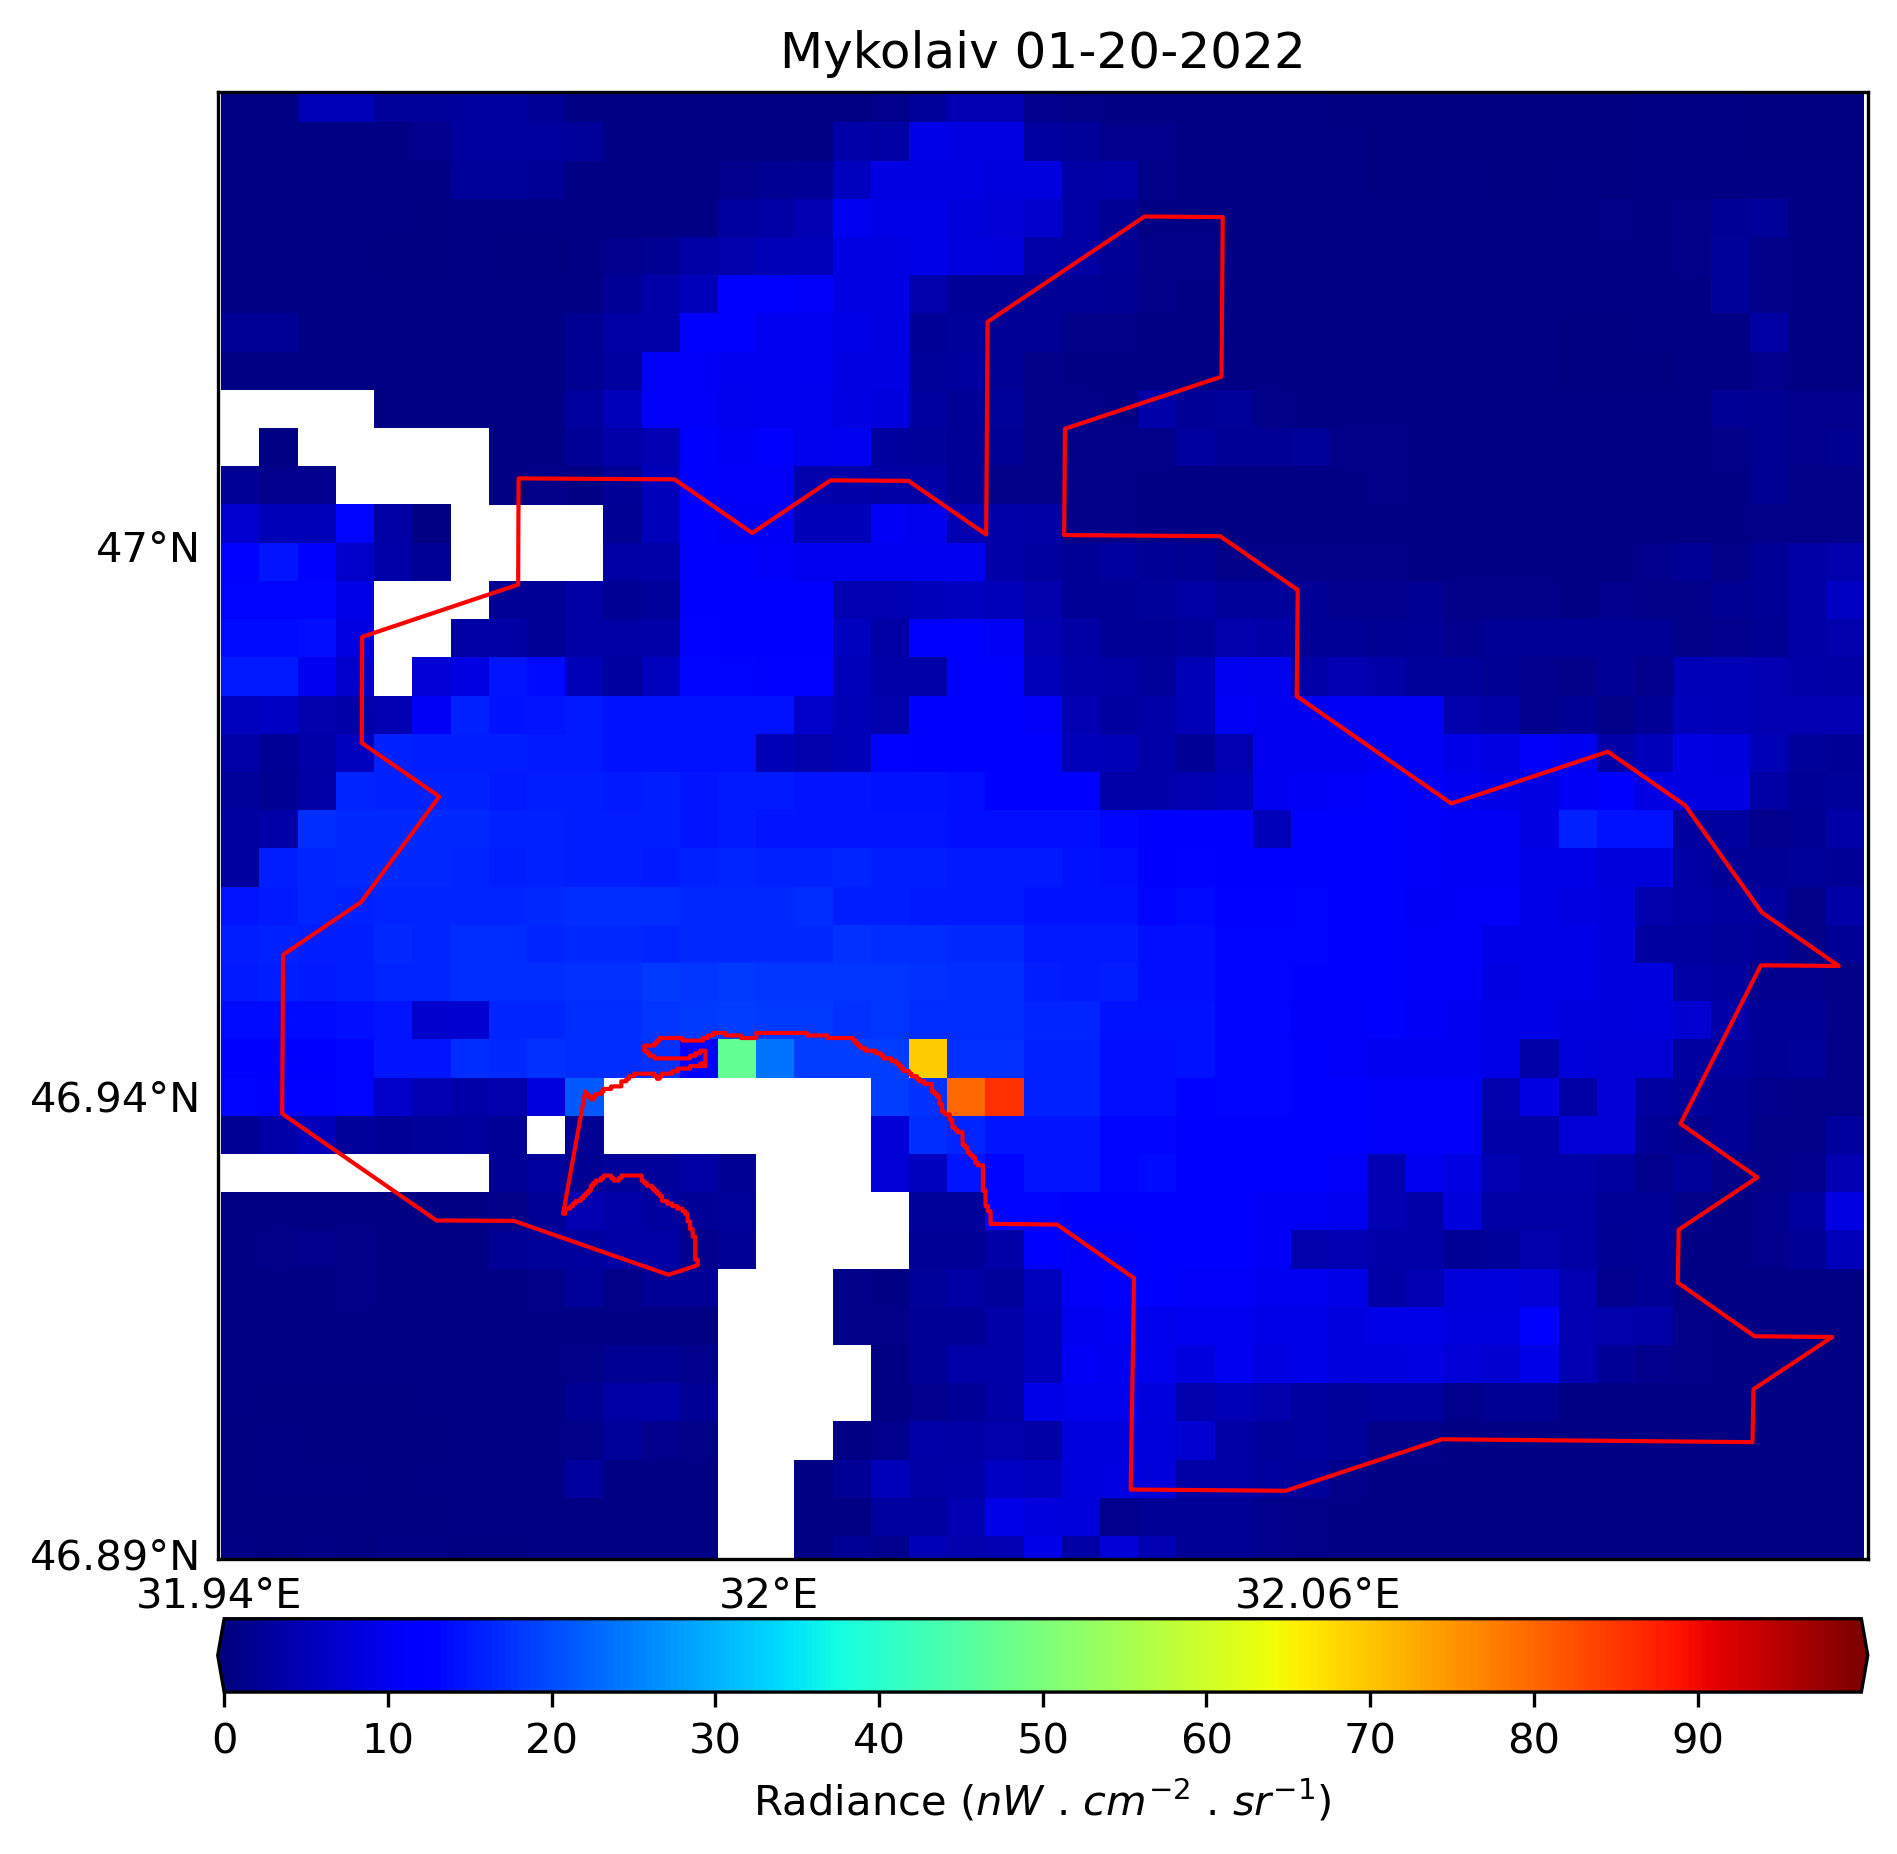 Mykolaiv 01-20-2022
47°N
46.94°N
46.89°N
31.94°E 32°E 32.06°E
0 10 20 30 40 50 60 70 80 90
Radiance (nW . cm⁻² . sr⁻¹)